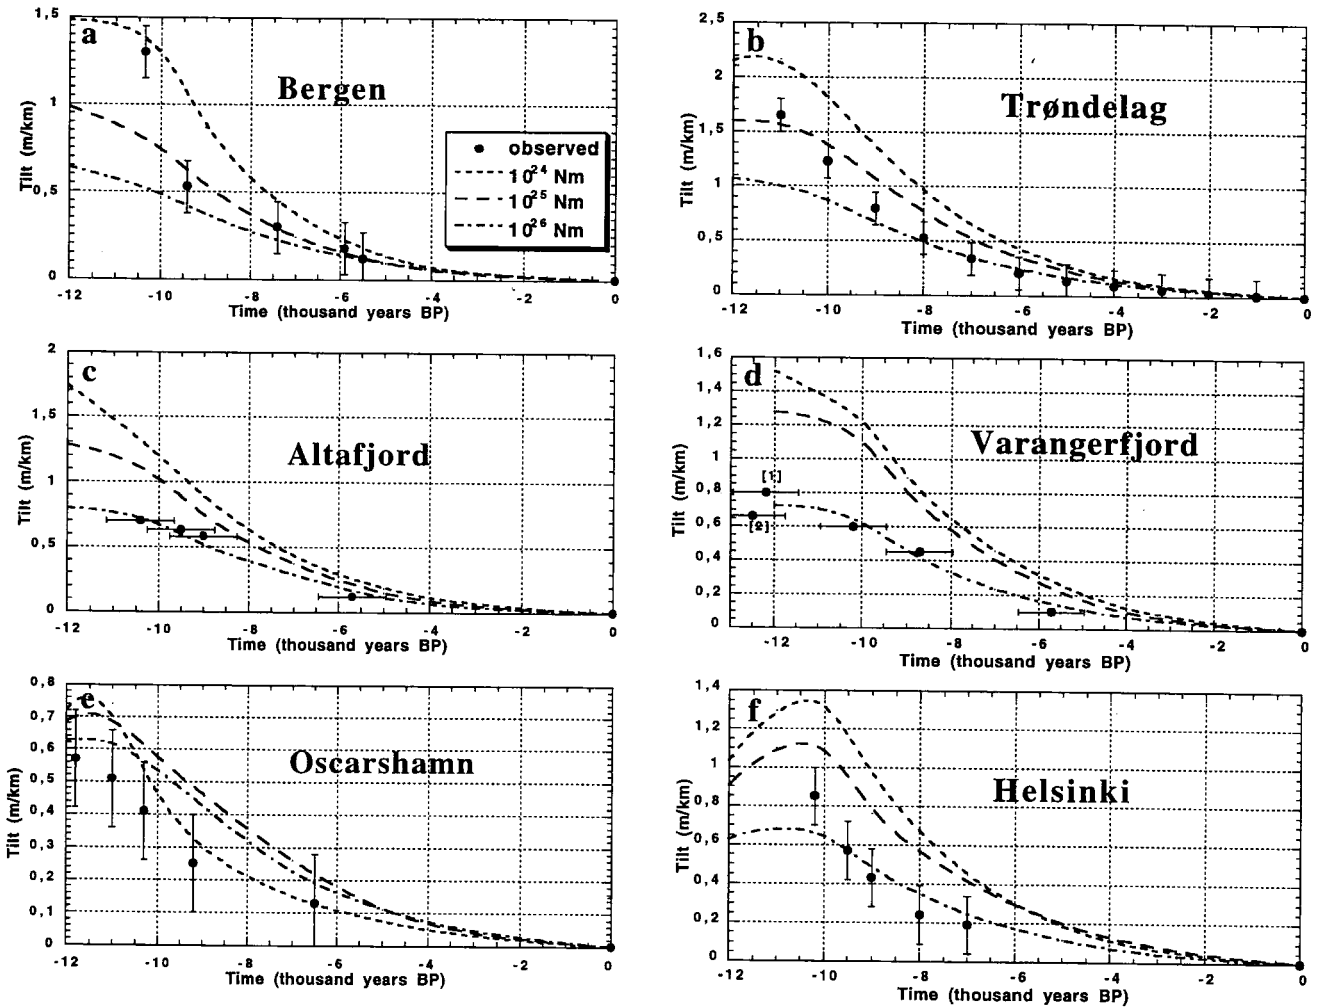 a
Bergen
Tilt (m/km)
1,5
1
0,5
0
-12 -10 -8 -6 -4 -2 0
Time (thousand years BP)
observed
10^24 Nm
10^25 Nm
10^26 Nm
b
Trøndelag
Tilt (m/km)
2,5
2
1,5
1
0,5
0
-12 -10 -8 -6 -4 -2 0
Time (thousand years BP)
c
Altafjord
Tilt (m/km)
2
1,5
1
0,5
0
-12 -10 -8 -6 -4 -2 0
Time (thousand years BP)
d
Varangerfjord
Tilt (m/km)
1,6
1,4
1,2
1
0,8
0,6
0,4
0,2
0
[1]
[2]
-12 -10 -8 -6 -4 -2 0
Time (thousand years BP)
e
Oscarshamn
Tilt (m/km)
0,8
0,7
0,6
0,5
0,4
0,3
0,2
0,1
0
-12 -10 -8 -6 -4 -2 0
Time (thousand years BP)
f
Helsinki
Tilt (m/km)
1,4
1,2
1
0,8
0,6
0,4
0,2
0
-12 -10 -8 -6 -4 -2 0
Time (thousand years BP)